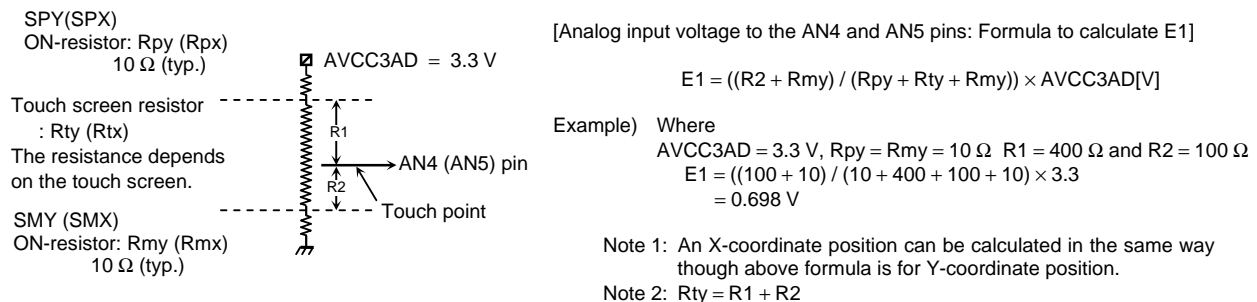 SPY(SPX)
ON-resistor: Rpy (Rpx)
10 Ω (typ.)
AVCC3AD = 3.3 V
Touch screen resistor
: Rty (Rtx)
The resistance depends
on the touch screen.
R1
AN4 (AN5) pin
R2
Touch point
SMY (SMX)
ON-resistor: Rmy (Rmx)
10 Ω (typ.)
[Analog input voltage to the AN4 and AN5 pins: Formula to calculate E1]
E1 = ((R2 + Rmy) / (Rpy + Rty + Rmy)) × AVCC3AD[V]
Example) Where
AVCC3AD = 3.3 V, Rpy = Rmy = 10 Ω R1 = 400 Ω and R2 = 100 Ω
E1 = ((100 + 10) / (10 + 400 + 100 + 10) × 3.3
= 0.698 V
Note 1: An X-coordinate position can be calculated in the same way
though above formula is for Y-coordinate position.
Note 2: Rty = R1 + R2